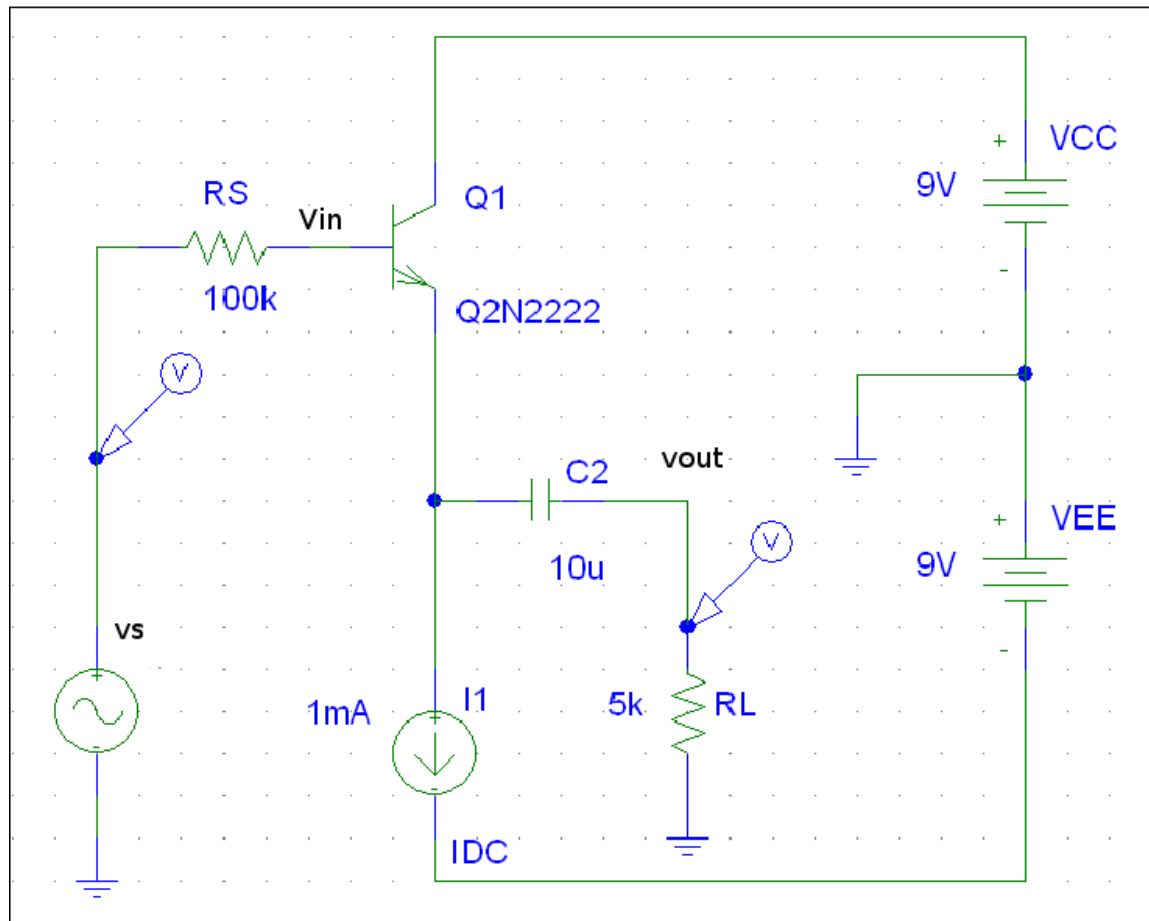 VCC
+
9V
-
RS
Vin
Q1
100k
Q2N2222
V
C2
vout
10u
V
+
VEE
9V
-
vs
+
-
1mA
I1
+
-
5k
RL
IDC